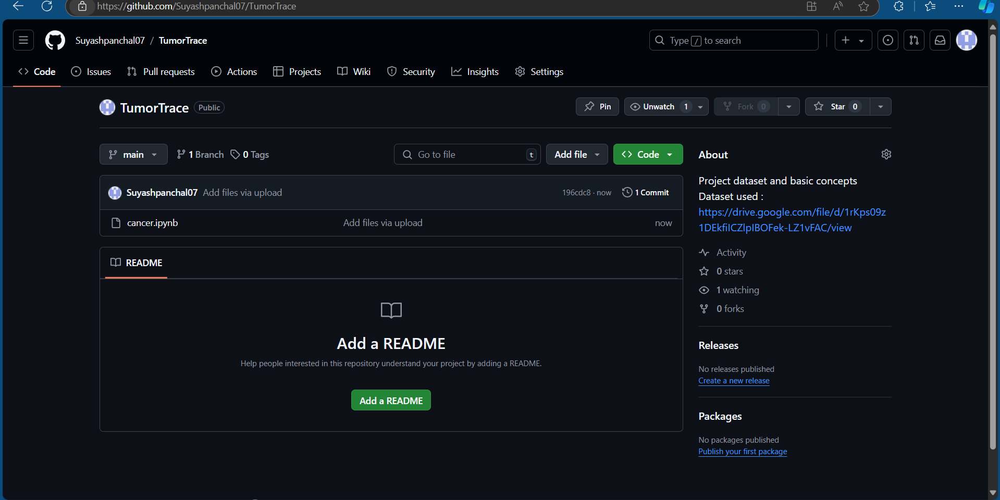 https://github.com/Suyashpanchal07/TumorTrace
Suyashpanchal07 / TumorTrace
Type / to search
Code Issues Pull requests Actions Projects Wiki Security Insights Settings
TumorTrace Public
Pin Unwatch 1 Fork 0 Star 0
main 1 Branch 0 Tags Go to file t Add file Code
Suyashpanchal07 Add files via upload 196cdc8 · now 1 Commit
cancer.ipynb Add files via upload now
README
Add a README
Help people interested in this repository understand your project by adding a README.
Add a README
About
Project dataset and basic concepts
Dataset used :
https://drive.google.com/file/d/1rKps09z
1DEkfiICZlpIBOFek-LZ1vFAC/view
Activity
0 stars
1 watching
0 forks
Releases
No releases published
Create a new release
Packages
No packages published
Publish your first package